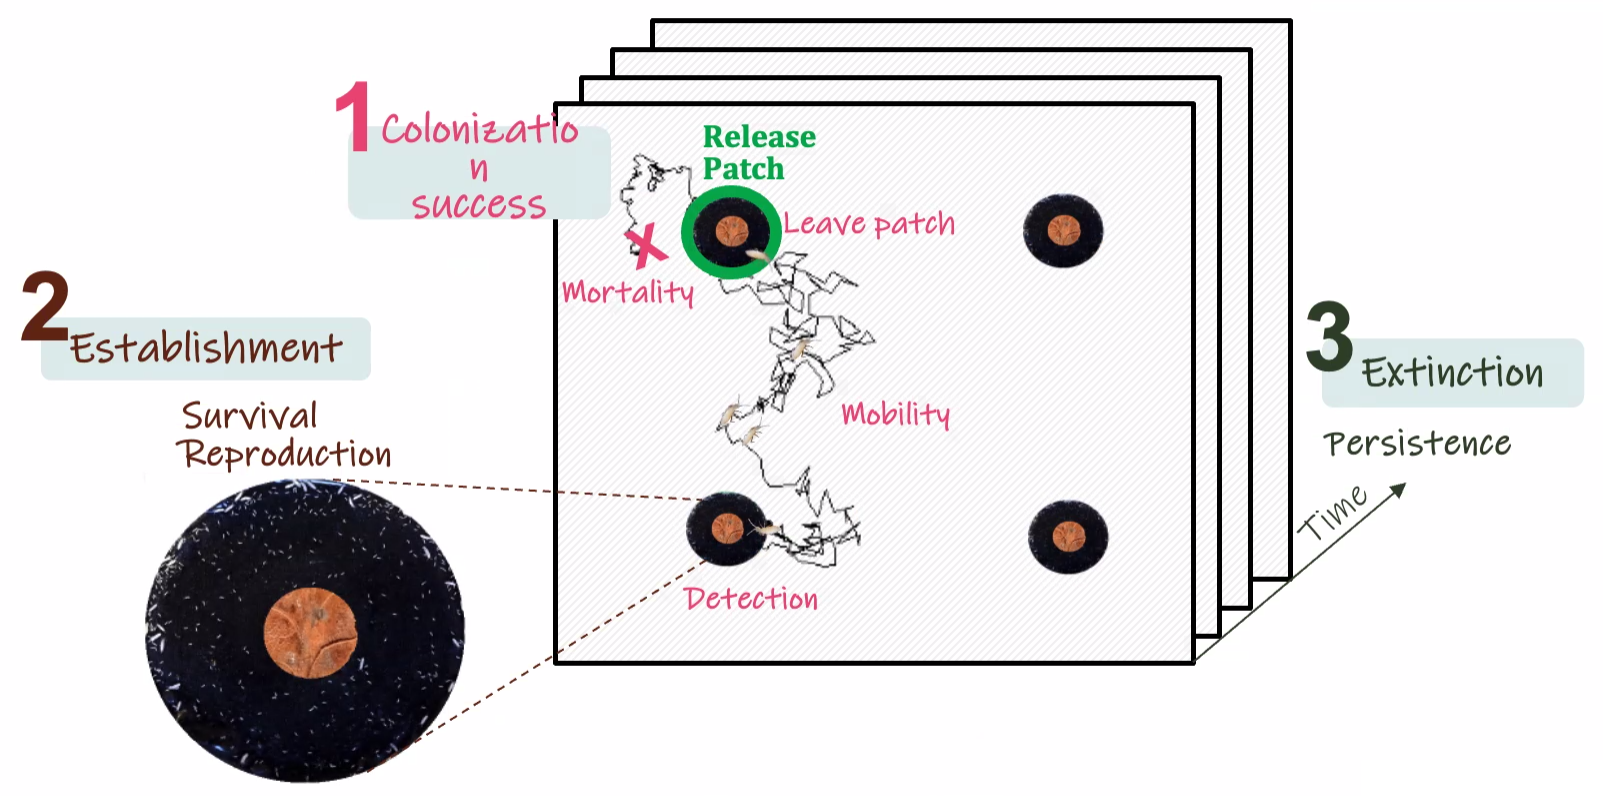 1
Colonizatio
n
success
Release
Patch
Leave patch
Mortality
Mobility
Detection
2
Establishment
Survival
Reproduction
3
Extinction
Persistence
Time